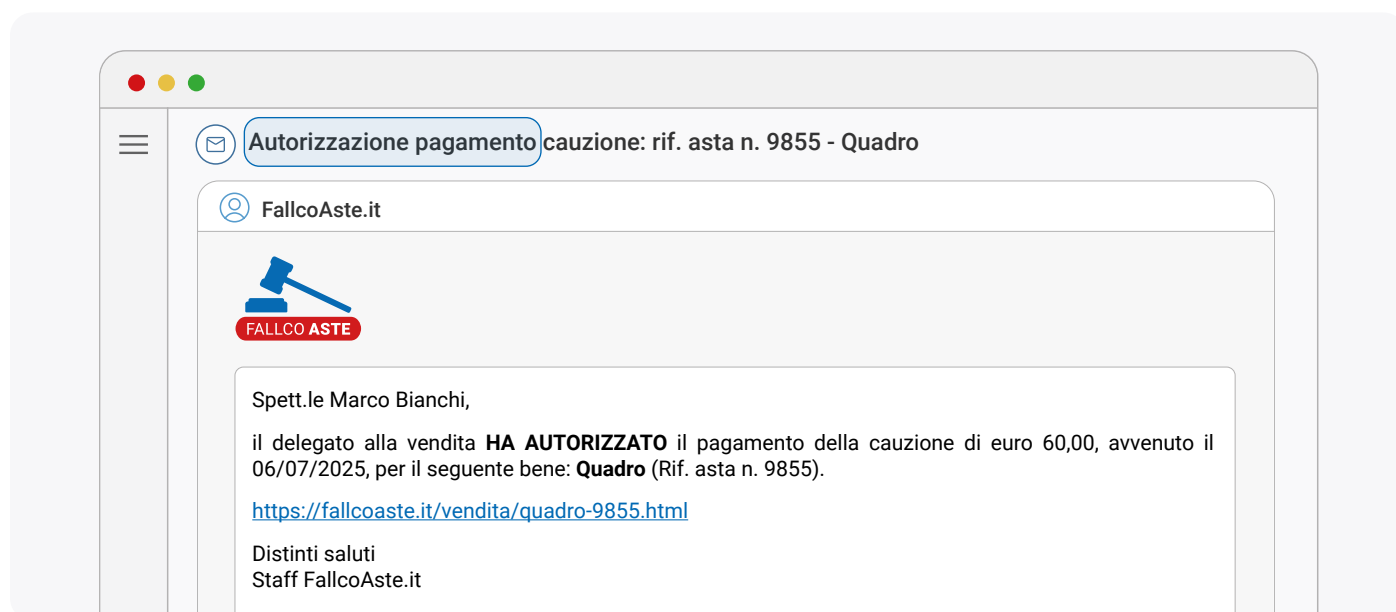 Autorizzazione pagamento cauzione: rif. asta n. 9855 - Quadro
FallcoAste.it
FALLCO ASTE
Spett.le Marco Bianchi,
il delegato alla vendita HA AUTORIZZATO il pagamento della cauzione di euro 60,00, avvenuto il
06/07/2025, per il seguente bene: Quadro (Rif. asta n. 9855).
https://fallcoaste.it/vendita/quadro-9855.html
Distinti saluti
Staff FallcoAste.it